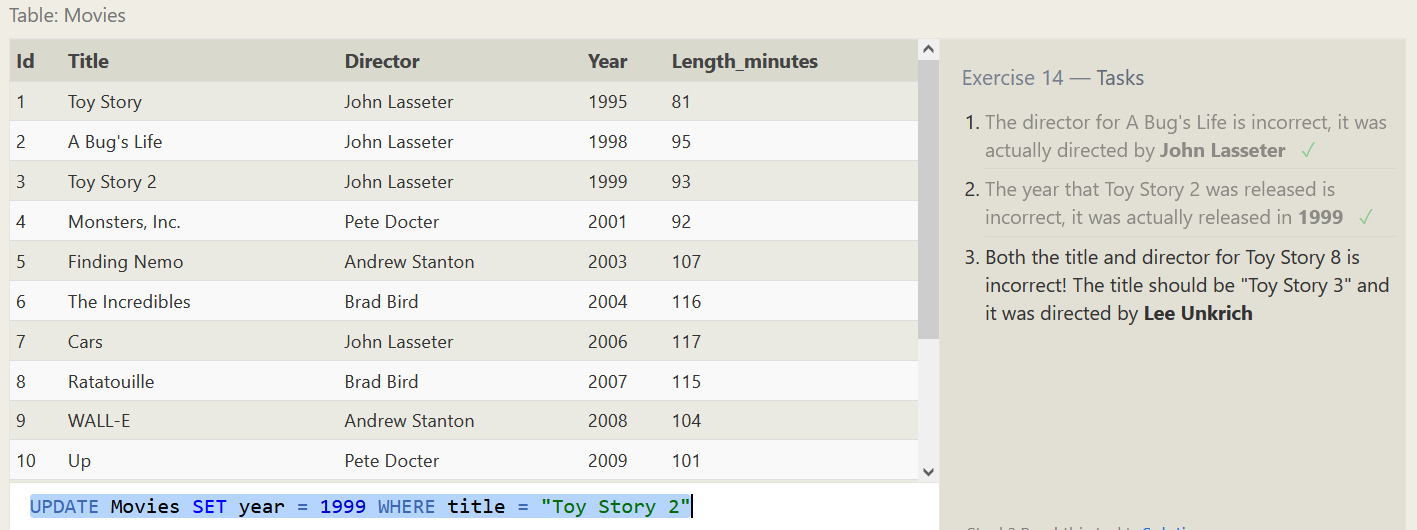 Table: Movies
Id Title Director Year Length_minutes
1 Toy Story John Lasseter 1995 81
2 A Bug's Life John Lasseter 1998 95
3 Toy Story 2 John Lasseter 1999 93
4 Monsters, Inc. Pete Docter 2001 92
5 Finding Nemo Andrew Stanton 2003 107
6 The Incredibles Brad Bird 2004 116
7 Cars John Lasseter 2006 117
8 Ratatouille Brad Bird 2007 115
9 WALL-E Andrew Stanton 2008 104
10 Up Pete Docter 2009 101
UPDATE Movies SET year = 1999 WHERE title = "Toy Story 2"
Exercise 14 — Tasks
1. The director for A Bug's Life is incorrect, it was
actually directed by John Lasseter ✓
2. The year that Toy Story 2 was released is
incorrect, it was actually released in 1999 ✓
3. Both the title and director for Toy Story 8 is
incorrect! The title should be "Toy Story 3" and
it was directed by Lee Unkrich